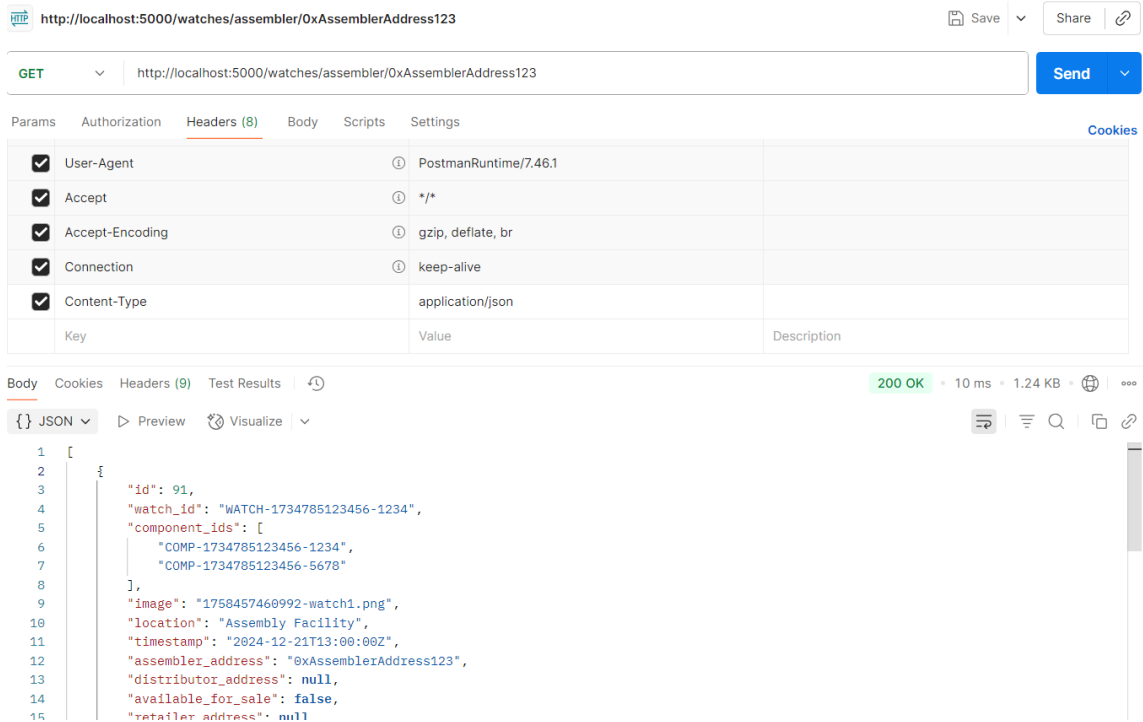 HTTP http://localhost:5000/watches/assembler/0xAssemblerAddress123 Save Share
GET http://localhost:5000/watches/assembler/0xAssemblerAddress123 Send
Params Authorization Headers (8) Body Scripts Settings Cookies
User-Agent PostmanRuntime/7.46.1
Accept */*
Accept-Encoding gzip, deflate, br
Connection keep-alive
Content-Type application/json
Key Value Description
Body Cookies Headers (9) Test Results 200 OK • 10 ms • 1.24 KB •
{} JSON Preview Visualize
1 [
2 {
3 "id": 91,
4 "watch_id": "WATCH-1734785123456-1234",
5 "component_ids": [
6 "COMP-1734785123456-1234",
7 "COMP-1734785123456-5678"
8 ],
9 "image": "1758457460992-watch1.png",
10 "location": "Assembly Facility",
11 "timestamp": "2024-12-21T13:00:00Z",
12 "assembler_address": "0xAssemblerAddress123",
13 "distributor_address": null,
14 "available_for_sale": false,
15 "retailer_address": null